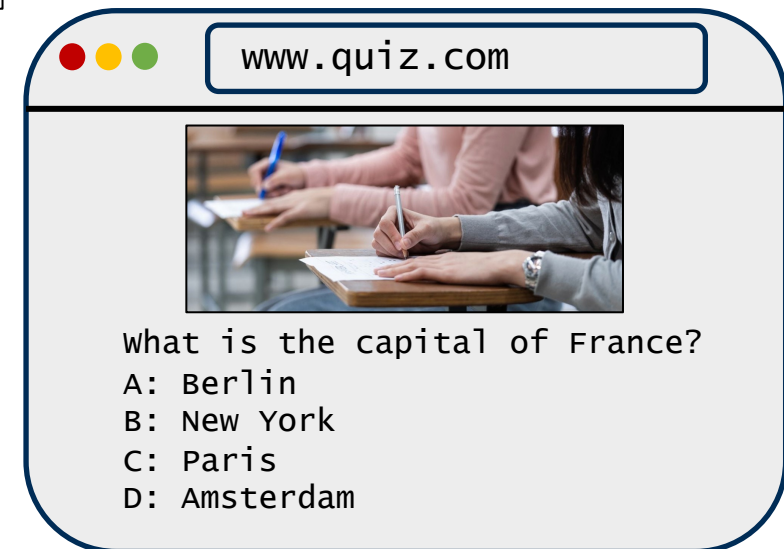 www.quiz.com
What is the capital of France?
A: Berlin
B: New York
C: Paris
D: Amsterdam